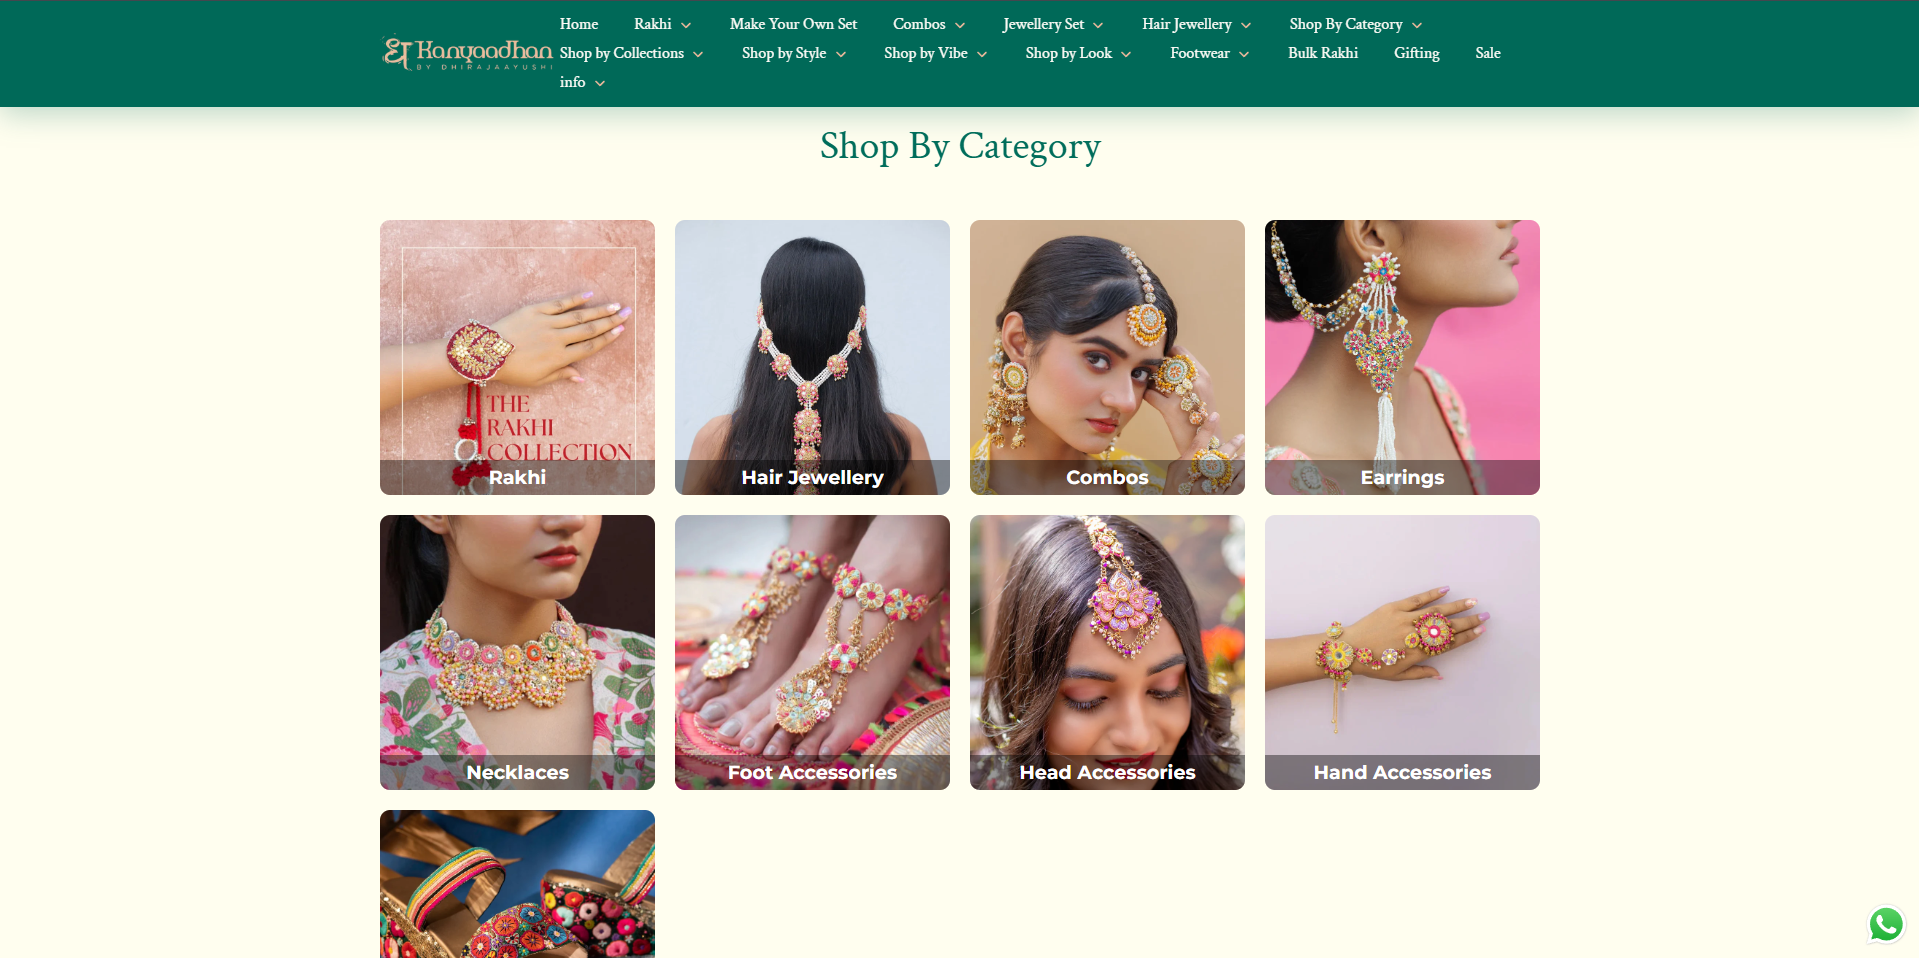 Home Rakhi Make Your Own Set Combos Jewellery Set Hair Jewellery Shop By Category
श्री Kanyaadhan
BY DHIRAJAAYUSHI
Shop by Collections Shop by Style Shop by Vibe Shop by Look Footwear Bulk Rakhi Gifting Sale
info
Shop By Category
THE
RAKHI
COLLECTION
Rakhi
Hair Jewellery
Combos
Earrings
Necklaces
Foot Accessories
Head Accessories
Hand Accessories